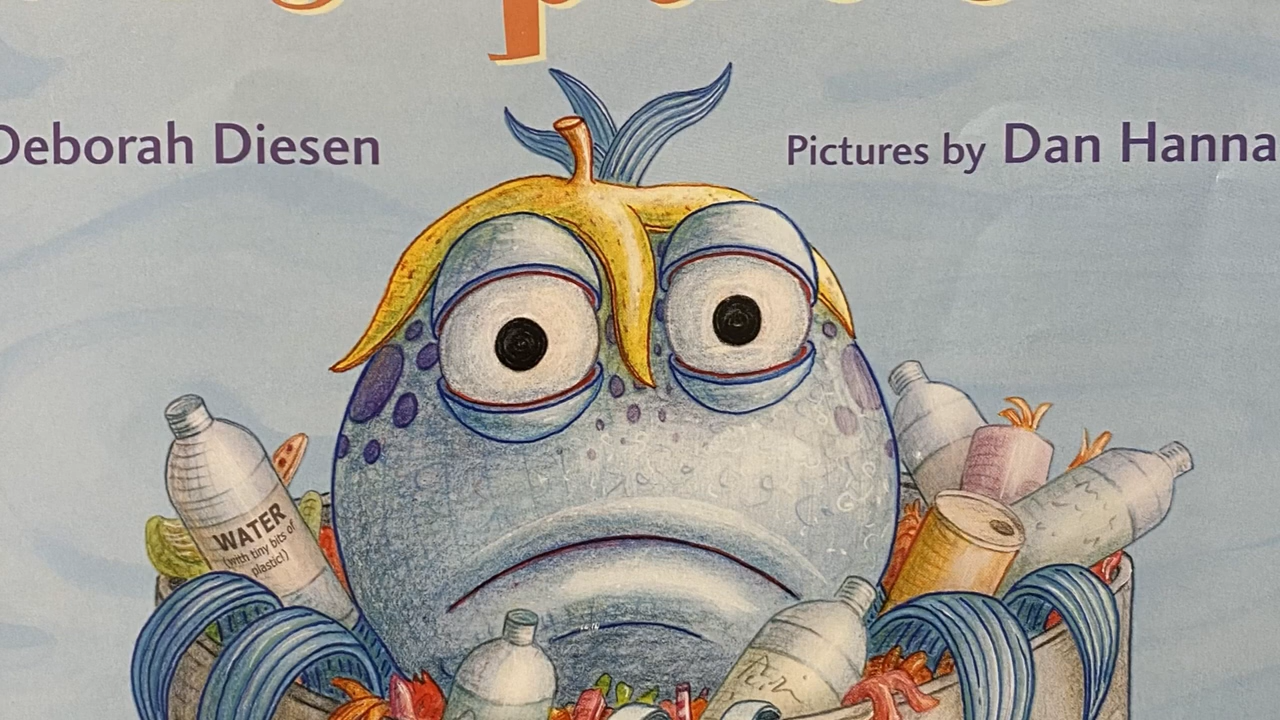 Deborah Diesen
Pictures by Dan Hanna
WATER
(with tiny bits of
plastic!)